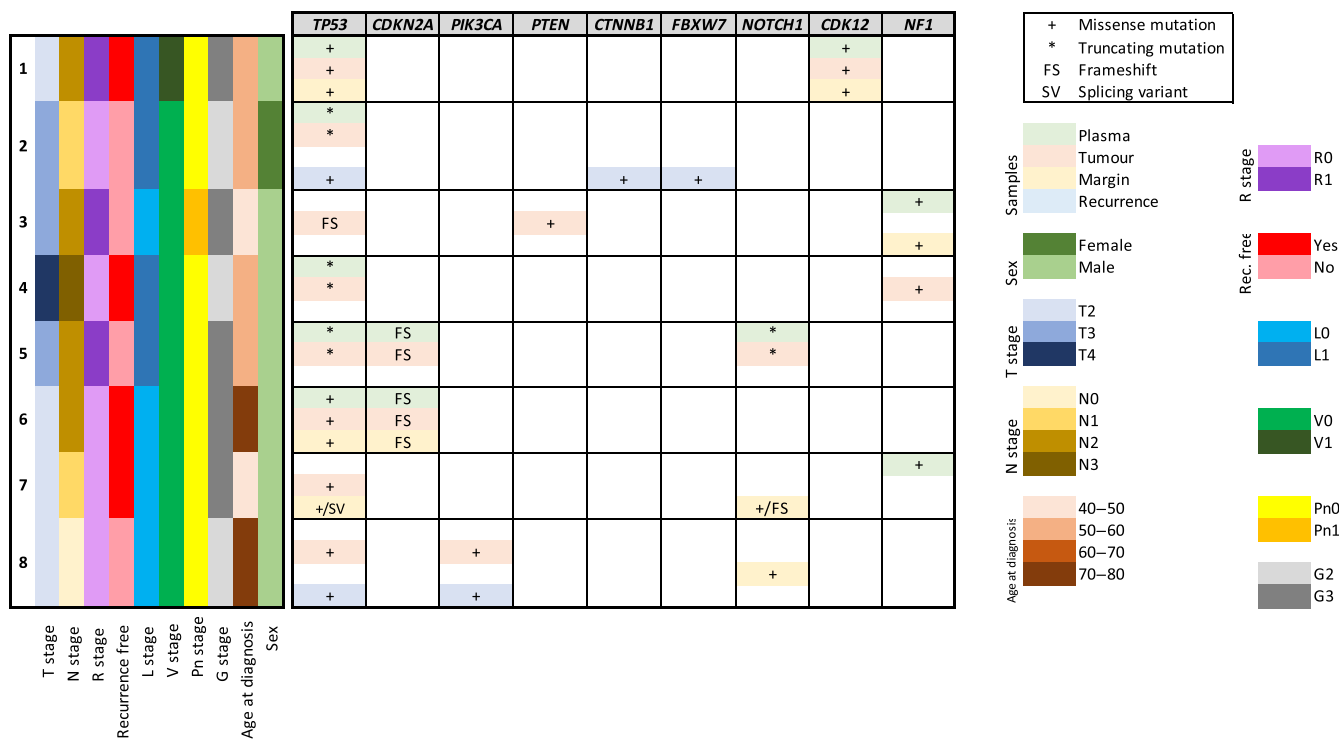 TP53 CDKN2A PIK3CA PTEN CTNNB1 FBXW7 NOTCH1 CDK12 NF1
1
+ +
+ +
+ +
2
*
*
+ + +
3
+
FS +
+
4
*
* +
5
* FS *
* FS *
6
+ FS
+ FS
+ FS
7
+
+
+/SV +/FS
8
+ +
+
+ +
T stage
N stage
R stage
Recurrence free
L stage
V stage
Pn stage
G stage
Age at diagnosis
Sex
+ Missense mutation
* Truncating mutation
FS Frameshift
SV Splicing variant
Samples
Plasma
Tumour
Margin
Recurrence
Sex
Female
Male
T stage
T2
T3
T4
N stage
N0
N1
N2
N3
Age at diagnosis
40–50
50–60
60–70
70–80
R stage
R0
R1
Rec. free
Yes
No
L0
L1
V0
V1
Pn0
Pn1
G2
G3